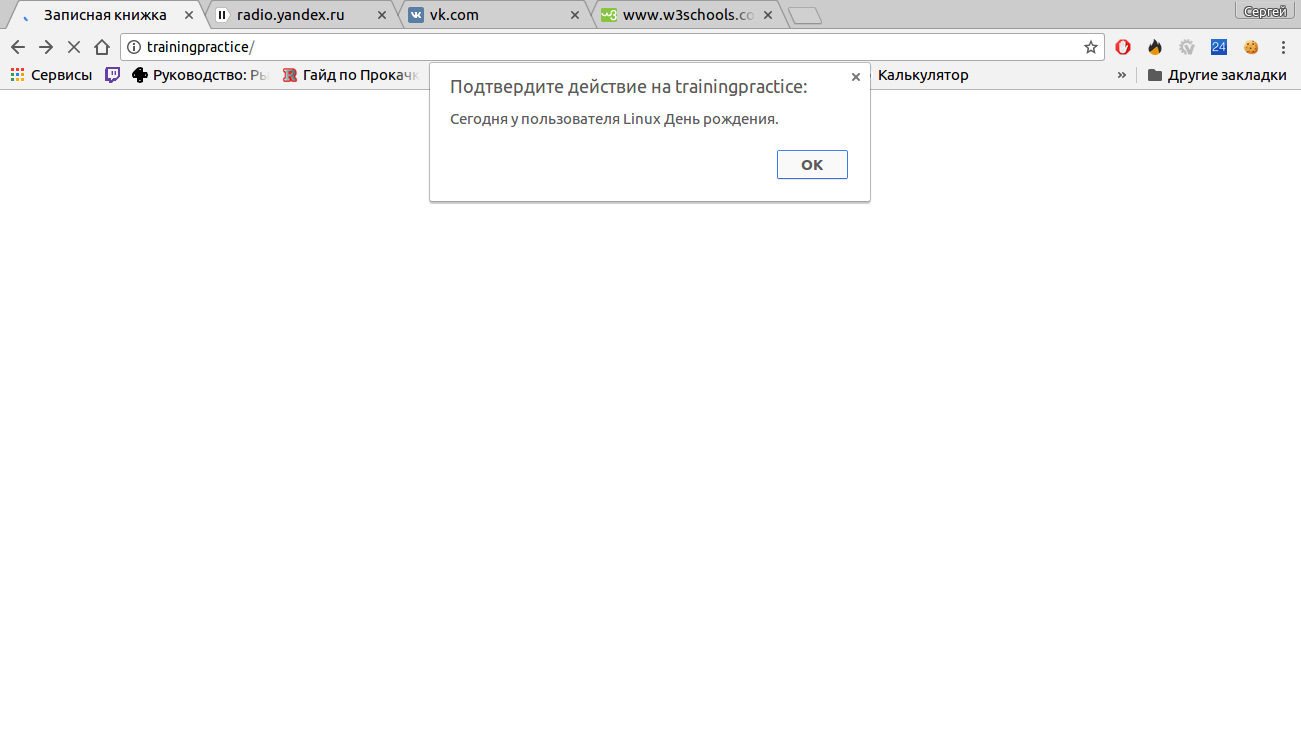 Записная книжка
radio.yandex.ru
vk.com
www.w3schools.co
Сергей
trainingpractice/
24
Сервисы
Руководство: Ры
Гайд по Прокачк
Калькулятор
»
Другие закладки
Подтвердите действие на trainingpractice:
Сегодня у пользователя Linux День рождения.
ОК